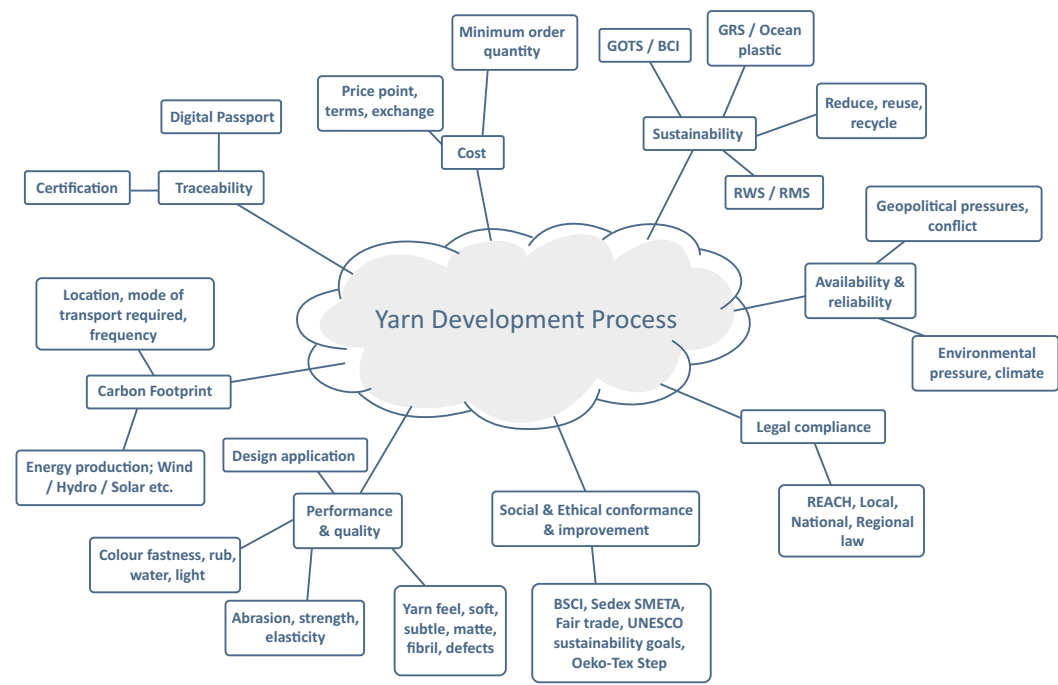 Minimum order
quantity
GOTS / BCI
GRS / Ocean
plastic
Price point,
terms, exchange
Reduce, reuse,
recycle
Digital Passport
Cost
Sustainability
Certification
Traceability
RWS / RMS
Geopolitical pressures,
conflict
Availability &
reliability
Location, mode of
transport required,
frequency
Yarn Development Process
Environmental
pressure, climate
Carbon Footprint
Legal compliance
Energy production; Wind
/ Hydro / Solar etc.
Design application
Performance
& quality
Social & Ethical conformance
& improvement
REACH, Local,
National, Regional
law
Colour fastness, rub,
water, light
Abrasion, strength,
elasticity
Yarn feel, soft,
subtle, matte,
fibril, defects
BSCI, Sedex SMETA,
Fair trade, UNESCO
sustainability goals,
Oeko-Tex Step